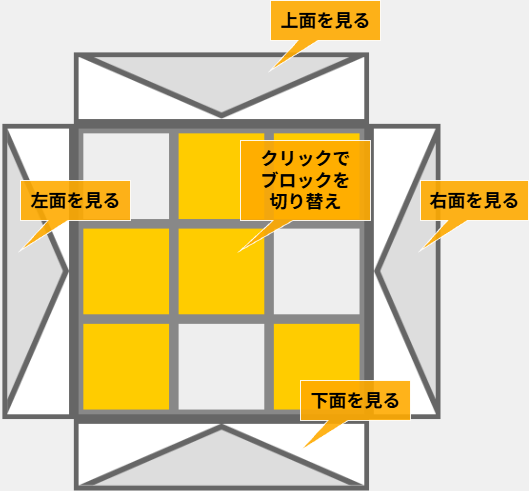 上面を見る
クリックで
ブロックを
切り替え
左面を見る
右面を見る
下面を見る